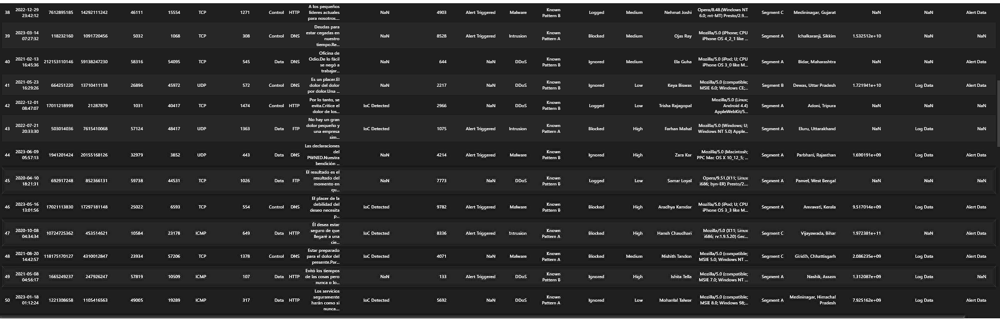 38 2022-12-29 23:42:12 7612895185 14292111242 46111 15554 TCP 1271 Control HTTP A los pequeños líderes actuales para nosotros.... NaN 4903 Alert Triggered Malware Known Pattern B Logged Medium Nehmat Joshi Opera/8.48.(Windows NT 6.0; mt-MT) Presto/2.9.... Segment C Medininagar, Gujarat NaN NaN Alert Data
39 2023-03-14 07:27:32 118232160 1091720456 5032 1068 TCP 308 Control DNS Deudas para estar cegadas en nuestro tiempo.Re... NaN 8528 Alert Triggered Intrusion Known Pattern A Blocked Medium Ojas Ray Mozilla/5.0 (iPhone; CPU iPhone OS 4_2_1 like ... Segment A Ichalkaranji, Sikkim 1.532512e+10 NaN NaN
40 2021-02-13 16:45:36 212153110146 59138247230 58316 54095 TCP 545 Data DNS Oficina de Odio.De lo fácil se negó a trabajar... NaN 644 NaN DDoS Known Pattern B Ignored Medium Ela Guha Mozilla/5.0 (iPod; U; CPU iPhone OS 3_0 like M... Segment A Bidar, Maharashtra NaN NaN Alert Data
41 2021-05-23 16:29:26 664251220 13710411138 26896 45972 UDP 572 Control DNS Es un placer.El dolor del dolor por dolor.Una ... NaN 2217 NaN DDoS Known Pattern B Ignored Low Keya Biswas Mozilla/5.0 (compatible; MSIE 6.0; Windows CE;... Segment B Dewas, Uttar Pradesh 1.721941e+10 Log Data Alert Data
42 2022-12-01 08:47:07 17011218999 21287879 1031 40417 TCP 1474 Control HTTP Por lo tanto, se evita.Critice el dolor de los... IoC Detected 2966 NaN DDoS Known Pattern B Logged Low Trisha Rajagopal Mozilla/5.0 (Linux; Android 4.4) AppleWebKit/5... Segment A Adoni, Tripura NaN NaN NaN
43 2022-07-21 20:33:30 503014036 7615410068 57124 48417 UDP 1363 Data FTP No hay un gran dolor pequeño y una empresa sim... IoC Detected 1075 Alert Triggered Intrusion Known Pattern A Blocked High Farhan Mahal Mozilla/5.0 (Windows; U; Windows NT 5.0) Apple... Segment A Eluru, Uttarakhand NaN Log Data NaN
44 2023-06-09 05:57:13 1941201424 20155168126 32979 3852 UDP 443 Data DNS Las declaraciones del PWNED.Nuestra bendición ... NaN 4214 Alert Triggered Malware Known Pattern B Ignored High Zara Kar Mozilla/5.0 (Macintosh; PPC Mac OS X 10_12_5; ... Segment A Parbhani, Rajasthan 1.690191e+09 Log Data Alert Data
45 2020-04-10 18:21:31 692917248 852366131 59738 44531 TCP 1026 Data FTP El resultado es el resultado del momento en qu... NaN 7773 NaN DDoS Known Pattern B Logged Low Samar Loyal Opera/9.51.(X11; Linux i686; byn-ER) Presto/2.... Segment A Panvel, West Bengal NaN NaN NaN
46 2023-05-16 13:01:56 17021113830 17297181148 25022 6593 TCP 554 Control DNS El placer de la debilidad del deseo necesita p... IoC Detected 9782 Alert Triggered Malware Known Pattern B Blocked High Aradhya Kamdar Mozilla/5.0 (iPod; U; CPU iPhone OS 3_3 like M... Segment A Amravati, Kerala 9.517014e+09 Log Data Alert Data
47 2020-10-08 04:34:34 10724725362 453514621 10584 23178 ICMP 649 Data HTTP Él desea estar seguro de que llegaré a una cie... IoC Detected 8336 Alert Triggered Intrusion Known Pattern A Blocked High Hansh Chaudhari Mozilla/5.0 (X11; Linux i686; rv:1.9.5.20) Gec... Segment C Vijayawada, Bihar 1.972381e+11 NaN Alert Data
48 2021-08-20 14:42:57 118175170127 4310012847 23934 57206 TCP 1378 Control DNS Estar preparado para el dolor del presente.Par... IoC Detected 4071 NaN Malware Known Pattern A Blocked Medium Nishith Tandon Mozilla/5.0 (compatible; MSIE 5.0; Windows NT ... Segment C Giridih, Chhattisgarh 2.086235e+09 Log Data Alert Data
49 2021-05-08 04:56:17 1665249237 247926247 57819 10509 ICMP 107 Data HTTP Evitó los tiempos de las cosas pero nunca o lo... NaN 133 Alert Triggered DDoS Known Pattern B Ignored High Ishita Tella Mozilla/5.0 (compatible; MSIE 7.0; Windows NT ... Segment A Nashik, Assam 1.312087e+09 Log Data NaN
50 2023-01-18 01:12:24 1221308658 1105416563 49005 19289 ICMP 317 Data HTTP Los servicios seguramente harán como si nunca.... IoC Detected 5692 NaN DDoS Known Pattern A Ignored Low Mohanlal Talwar Mozilla/5.0 (compatible; MSIE 8.0; Windows 98;... Segment A Medininagar, Himachal Pradesh 7.925162e+09 Log Data Alert Data